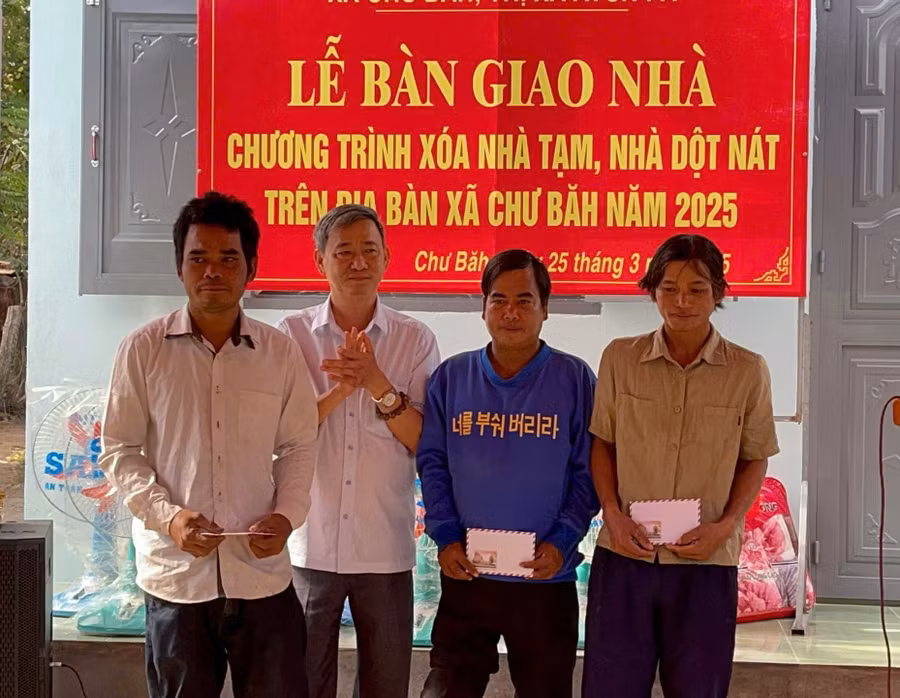 LỄ BÀN GIAO NHÀ
CHƯƠNG TRÌNH XÓA NHÀ TẠM, NHÀ DỘT NÁT
TRÊN ĐỊA BÀN XÃ CHƯ BĂH NĂM 2025
Chư Băh 25 tháng 3
너를 부숴 버리라